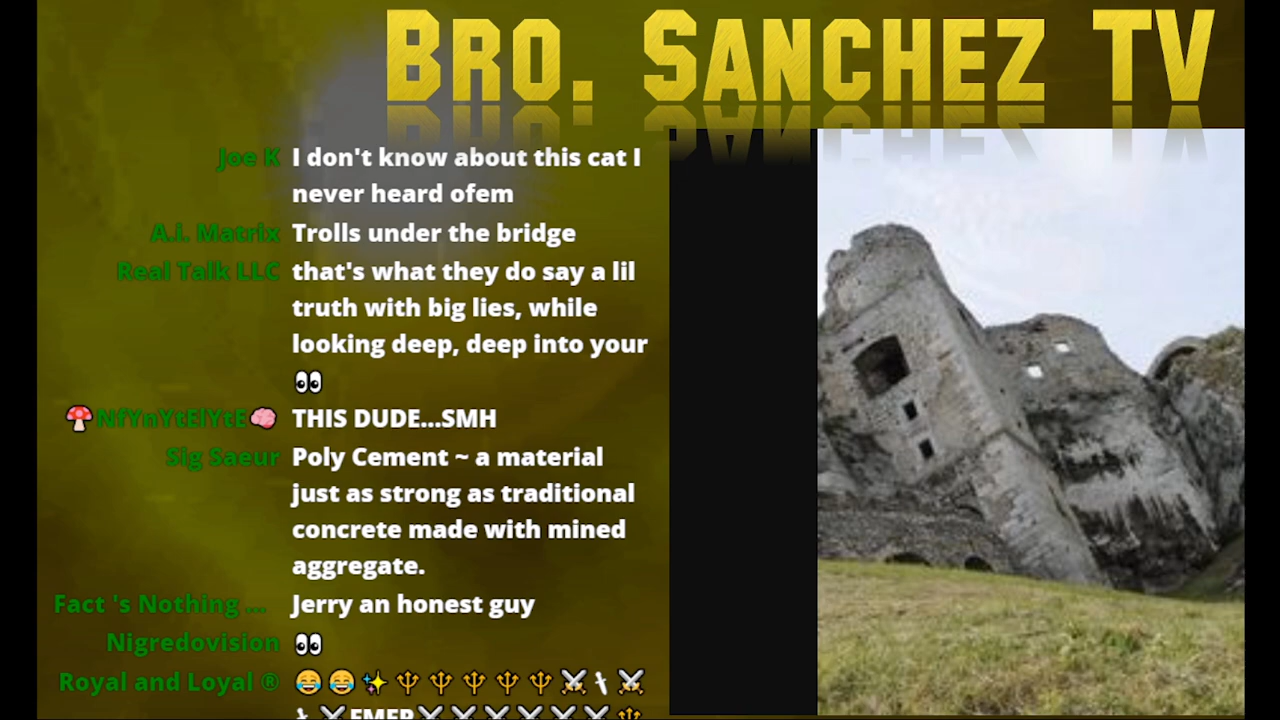 BRO. SANCHEZ TV
Joe K I don't know about this cat I
never heard ofem
A.I. Matrix Trolls under the bridge
Real Talk LLC that's what they do say a lil
truth with big lies, while
looking deep, deep into your
👀
🍄NfYnYtElYtE🧠 THIS DUDE...SMH
Sig Saeur Poly Cement ~ a material
just as strong as traditional
concrete made with mined
aggregate.
Fact 's Nothing ... Jerry an honest guy
Nigredovision 👀
Royal and Loyal ® 😂😂✨🔱🔱🔱🔱🔱⚔🗡⚔
🗡⚔EMER⚔⚔⚔⚔⚔⚔🔱